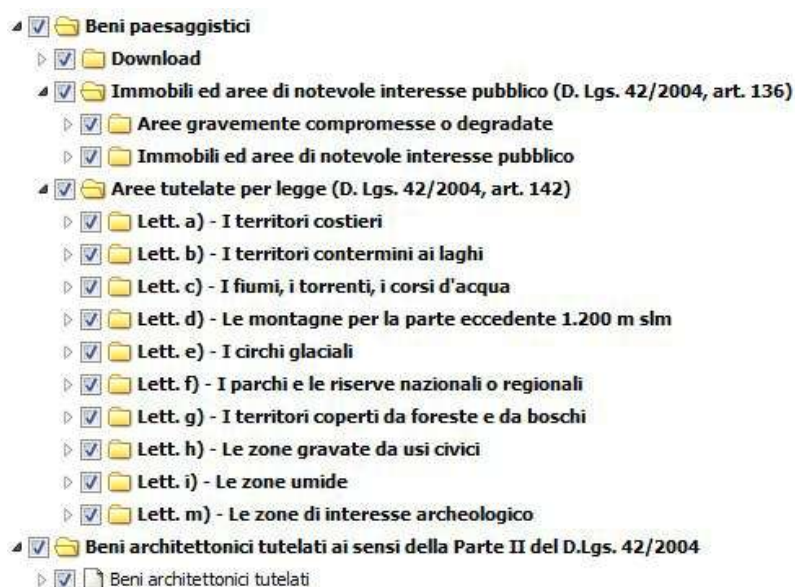 Beni paesaggistici
Download
Immobili ed aree di notevole interesse pubblico (D. Lgs. 42/2004, art. 136)
Aree gravemente compromesse o degradate
Immobili ed aree di notevole interesse pubblico
Aree tutelate per legge (D. Lgs. 42/2004, art. 142)
Lett. a) - I territori costieri
Lett. b) - I territori contermini ai laghi
Lett. c) - I fiumi, i torrenti, i corsi d'acqua
Lett. d) - Le montagne per la parte eccedente 1.200 m slm
Lett. e) - I circhi glaciali
Lett. f) - I parchi e le riserve nazionali o regionali
Lett. g) - I territori coperti da foreste e da boschi
Lett. h) - Le zone gravate da usi civici
Lett. i) - Le zone umide
Lett. m) - Le zone di interesse archeologico
Beni architettonici tutelati ai sensi della Parte II del D.Lgs. 42/2004
Beni architettonici tutelati